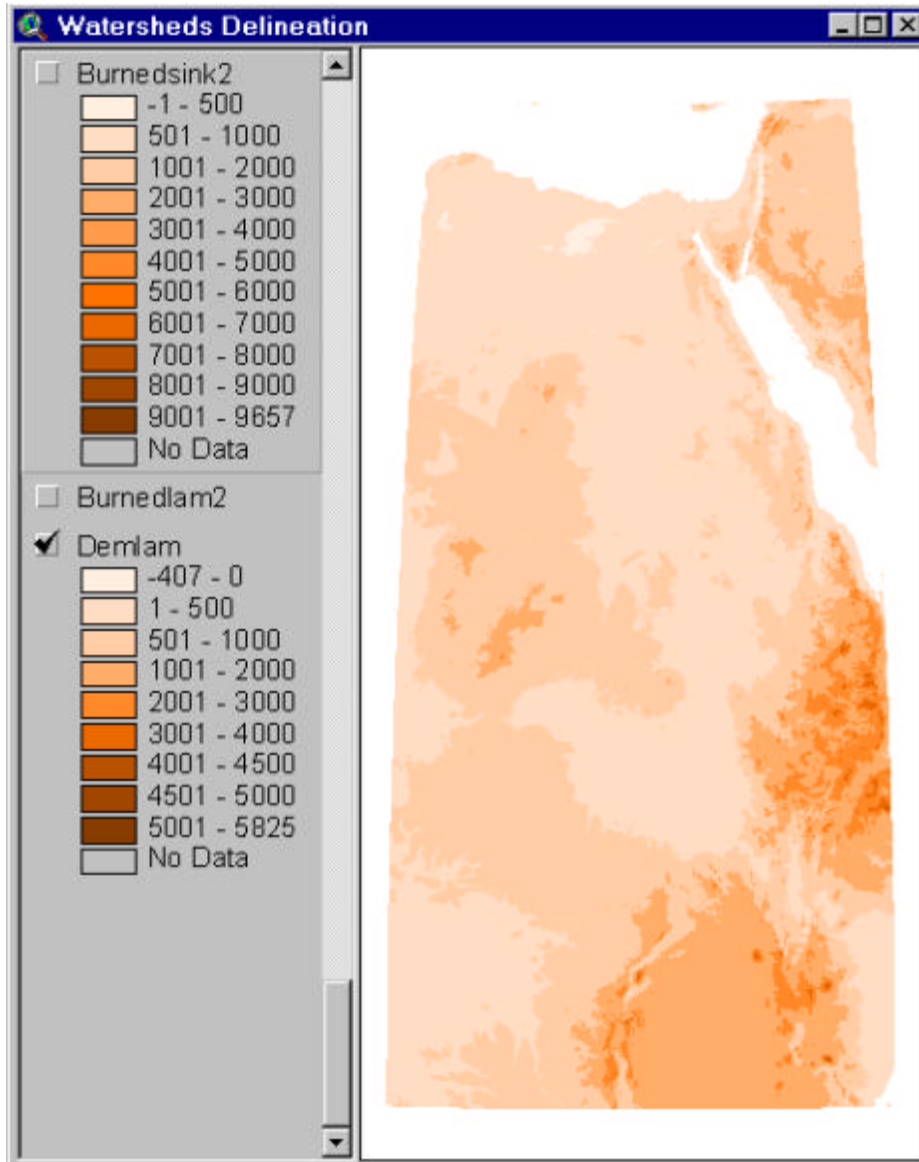 Watersheds Delineation
Burnedsink2
-1 - 500
501 - 1000
1001 - 2000
2001 - 3000
3001 - 4000
4001 - 5000
5001 - 6000
6001 - 7000
7001 - 8000
8001 - 9000
9001 - 9657
No Data
Burnedlam2
Demlam
-407 - 0
1 - 500
501 - 1000
1001 - 2000
2001 - 3000
3001 - 4000
4001 - 4500
4501 - 5000
5001 - 5825
No Data